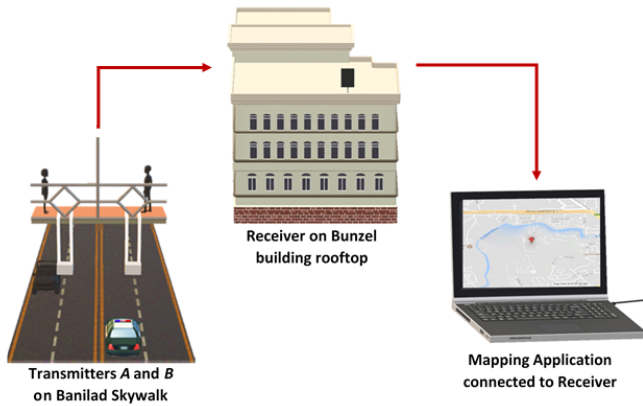 Receiver on Bunzel
building rooftop
Transmitters A and B
on Banilad Skywalk
Mapping Application
connected to Receiver